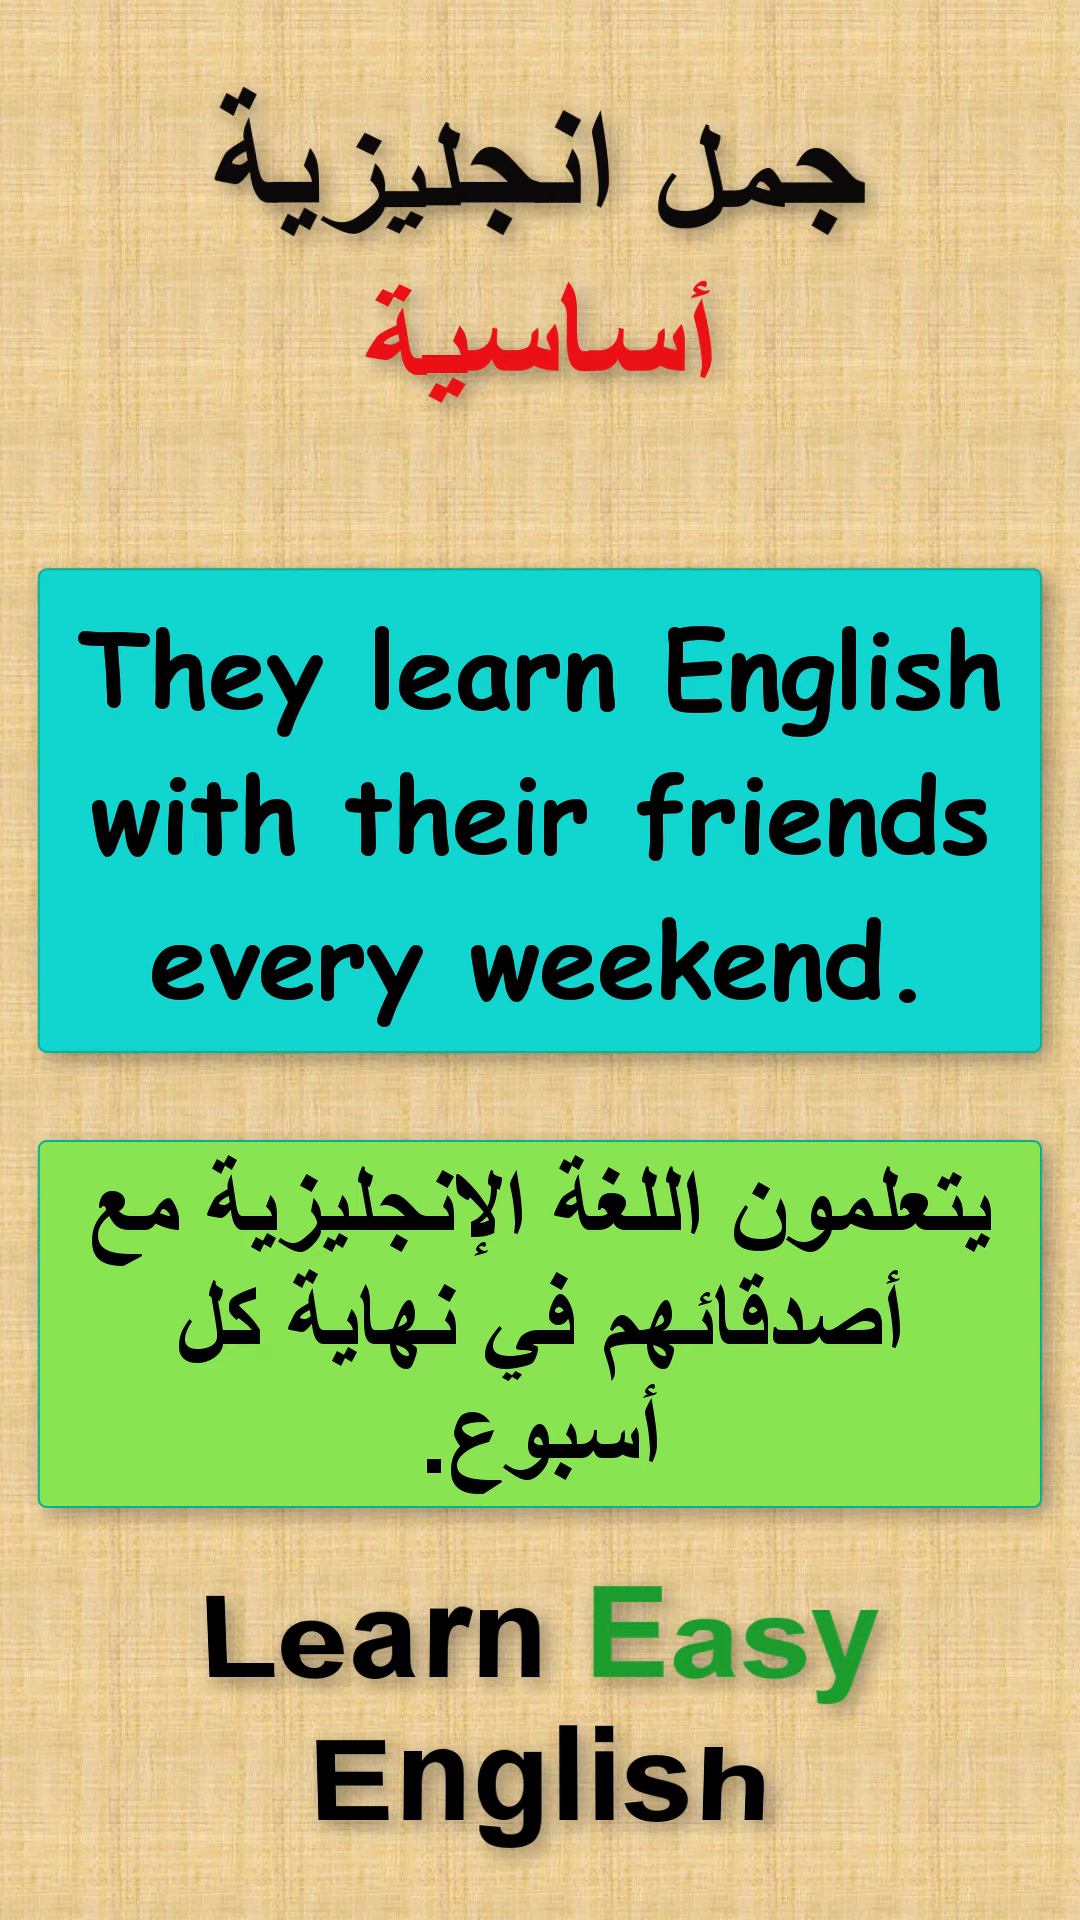 جمل انجليزية
أساسية
They learn English
with their friends
every weekend.
يتعلمون اللغة الإنجليزية مع
أصدقائهم في نهاية كل
أسبوع.
Learn Easy
English